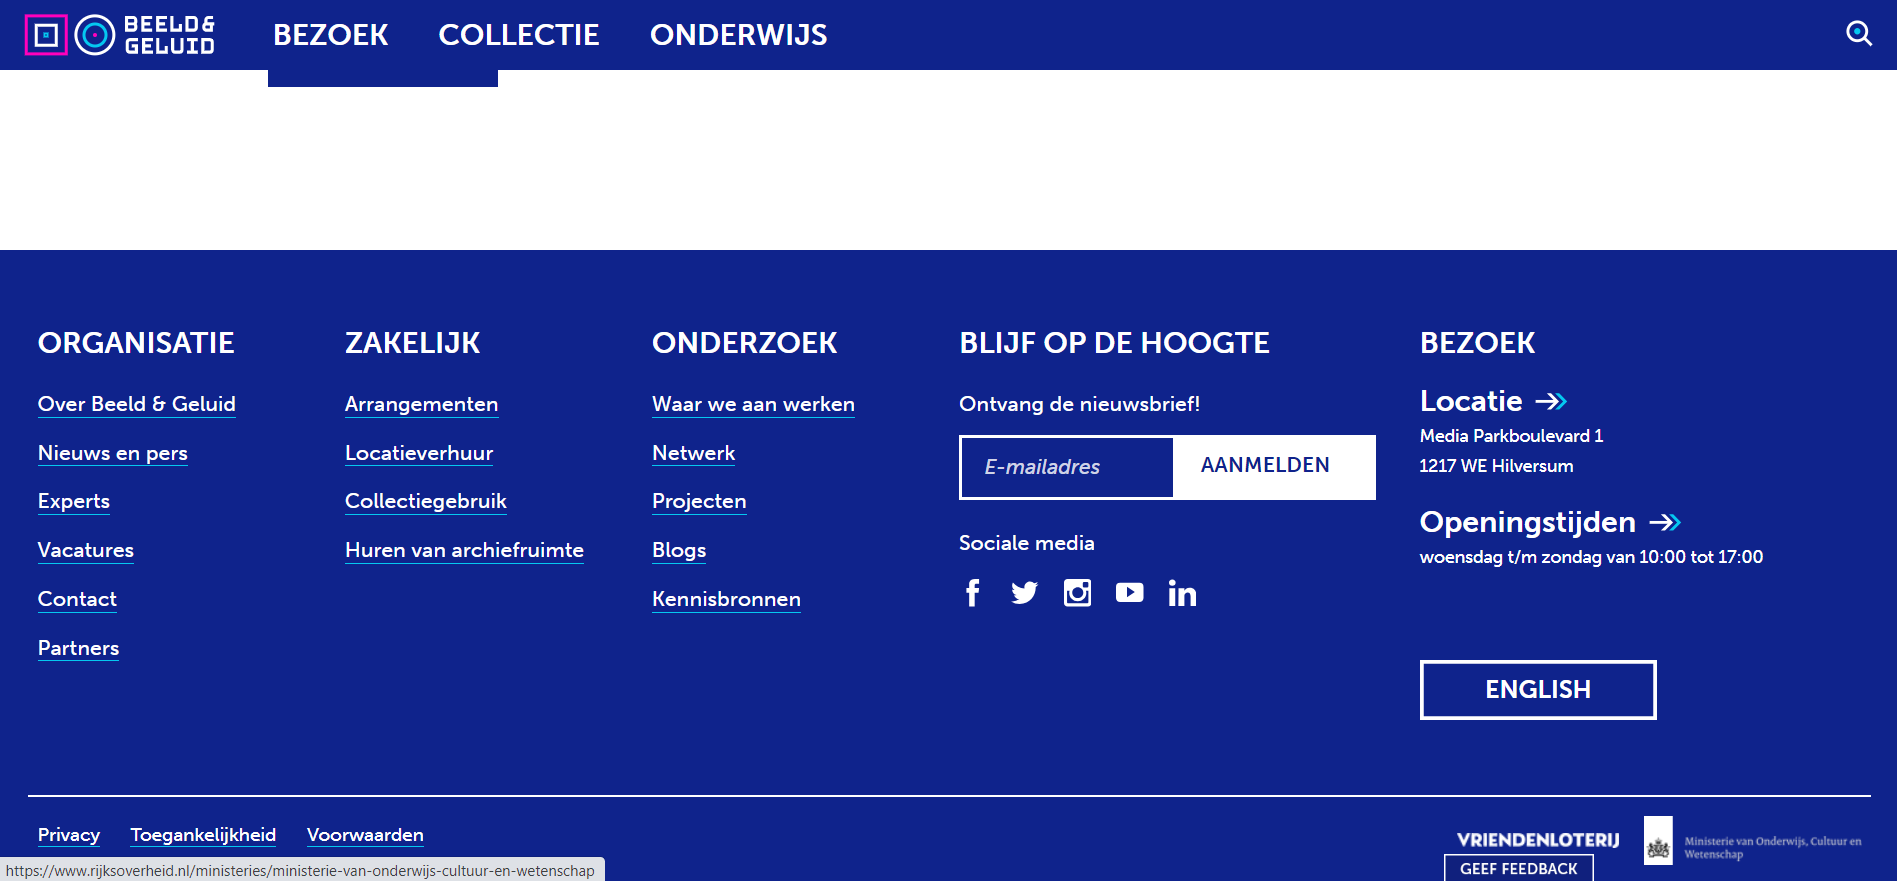 BEELD&
GELUID
BEZOEK COLLECTIE ONDERWIJS
ORGANISATIE
Over Beeld & Geluid
Nieuws en pers
Experts
Vacatures
Contact
Partners
ZAKELIJK
Arrangementen
Locatieverhuur
Collectiegebruik
Huren van archiefruimte
ONDERZOEK
Waar we aan werken
Netwerk
Projecten
Blogs
Kennisbronnen
BLIJF OP DE HOOGTE
Ontvang de nieuwsbrief!
E-mailadres AANMELDEN
Sociale media
BEZOEK
Locatie
Media Parkboulevard 1
1217 WE Hilversum
Openingstijden
woensdag t/m zondag van 10:00 tot 17:00
ENGLISH
Privacy Toegankelijkheid Voorwaarden
VRIENDENLOTERIJ
Ministerie van Onderwijs, Cultuur en
Wetenschap
GEEF FEEDBACK
https://www.rijksoverheid.nl/ministeries/ministerie-van-onderwijs-cultuur-en-wetenschap